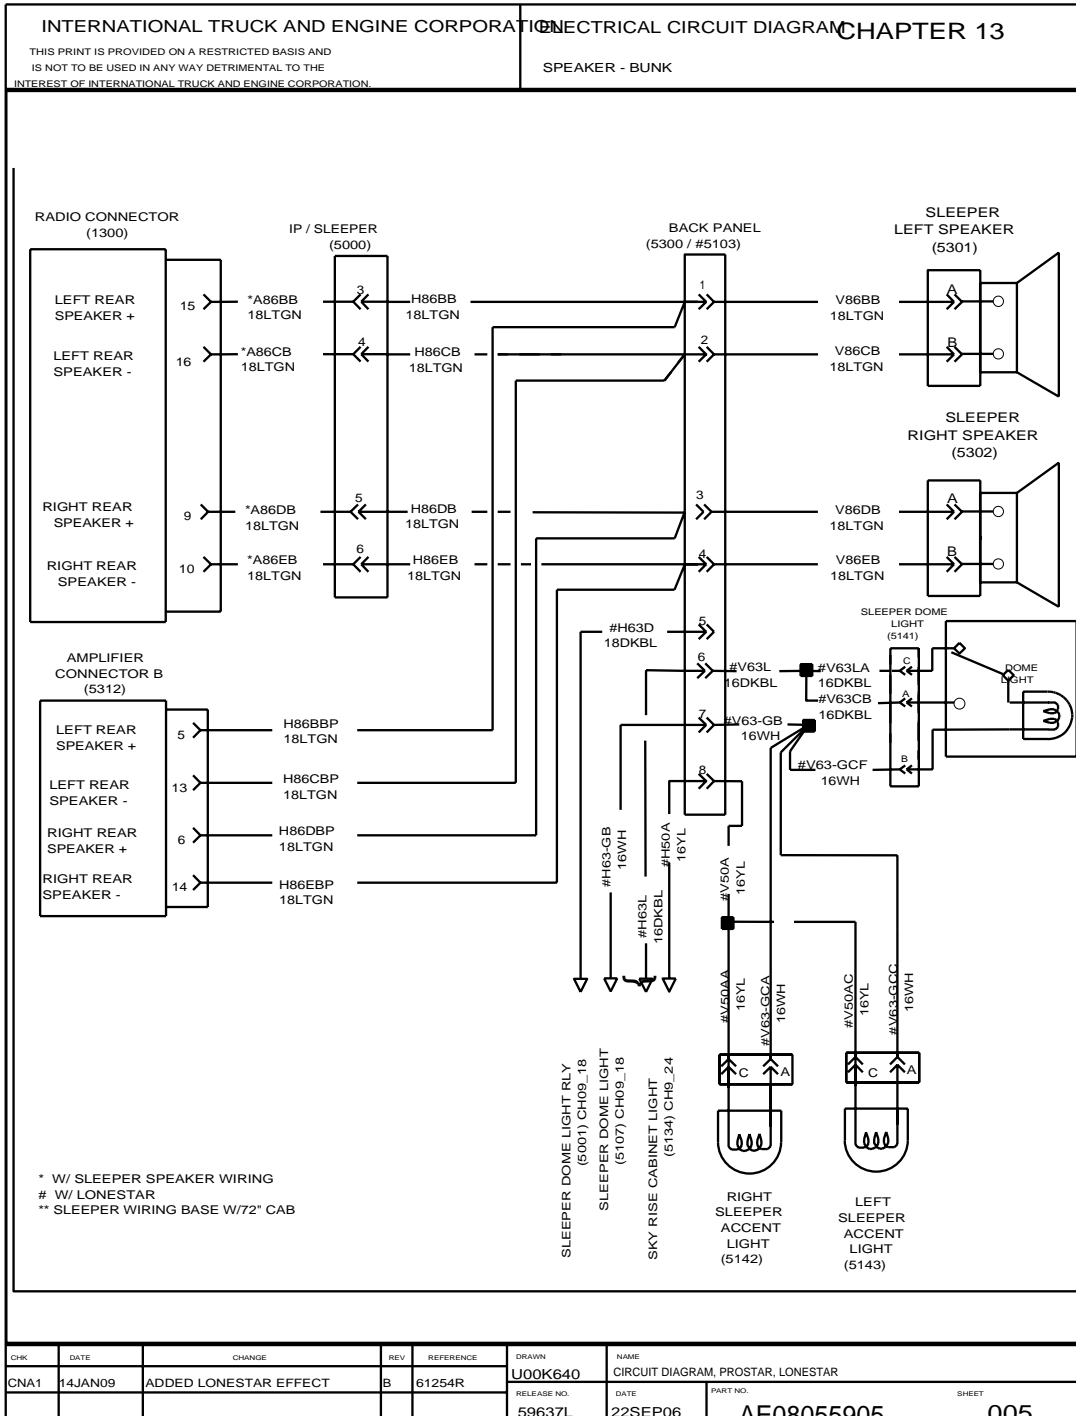 INTERNATIONAL TRUCK AND ENGINE CORPORATION
THIS PRINT IS PROVIDED ON A RESTRICTED BASIS AND
IS NOT TO BE USED IN ANY WAY DETRIMENTAL TO THE
INTEREST OF INTERNATIONAL TRUCK AND ENGINE CORPORATION.
ELECTRICAL CIRCUIT DIAGRAM
CHAPTER 13
SPEAKER - BUNK
RADIO CONNECTOR
(1300)
IP / SLEEPER
(5000)
BACK PANEL
(5300 / #5103)
SLEEPER
LEFT SPEAKER
(5301)
LEFT REAR
SPEAKER +
15
*A86BB
18LTGN
3
H86BB
18LTGN
1
V86BB
18LTGN
A
LEFT REAR
SPEAKER -
16
*A86CB
18LTGN
4
H86CB
18LTGN
2
V86CB
18LTGN
B
SLEEPER
RIGHT SPEAKER
(5302)
RIGHT REAR
SPEAKER +
9
*A86DB
18LTGN
5
H86DB
18LTGN
3
V86DB
18LTGN
A
RIGHT REAR
SPEAKER -
10
*A86EB
18LTGN
6
H86EB
18LTGN
4
V86EB
18LTGN
B
SLEEPER DOME
LIGHT
(5141)
#H63D
18DKBL
5
6
#V63L
16DKBL
#V63LA
16DKBL
C
#V63CB
16DKBL
A
DOME
LIGHT
7
#V63-GB
16WH
#V63-GCF
16WH
B
8
AMPLIFIER
CONNECTOR B
(5312)
LEFT REAR
SPEAKER +
5
H86BBP
18LTGN
LEFT REAR
SPEAKER -
13
H86CBP
18LTGN
RIGHT REAR
SPEAKER +
6
H86DBP
18LTGN
RIGHT REAR
SPEAKER -
14
H86EBP
18LTGN
#H63-GB
16WH
#H63L
16DKBL
#H50A
16YL
#V50A
16YL
#V50AA
16YL
#V63-GCA
16WH
#V50AC
16YL
#V63-GCC
16WH
C
A
C
A
SLEEPER DOME LIGHT RLY
(5001) CH09_18
SLEEPER DOME LIGHT
(5107) CH09_18
SKY RISE CABINET LIGHT
(5134) CH9_24
RIGHT
SLEEPER
ACCENT
LIGHT
(5142)
LEFT
SLEEPER
ACCENT
LIGHT
(5143)
* W/ SLEEPER SPEAKER WIRING
# W/ LONESTAR
** SLEEPER WIRING BASE W/72" CAB
CHK DATE CHANGE REV REFERENCE
CNA1 14JAN09 ADDED LONESTAR EFFECT B 61254R
DRAWN
U00K640
NAME
CIRCUIT DIAGRAM, PROSTAR, LONESTAR
RELEASE NO.
59637L
DATE
22SEP06
PART NO.
AE08055905
SHEET
005